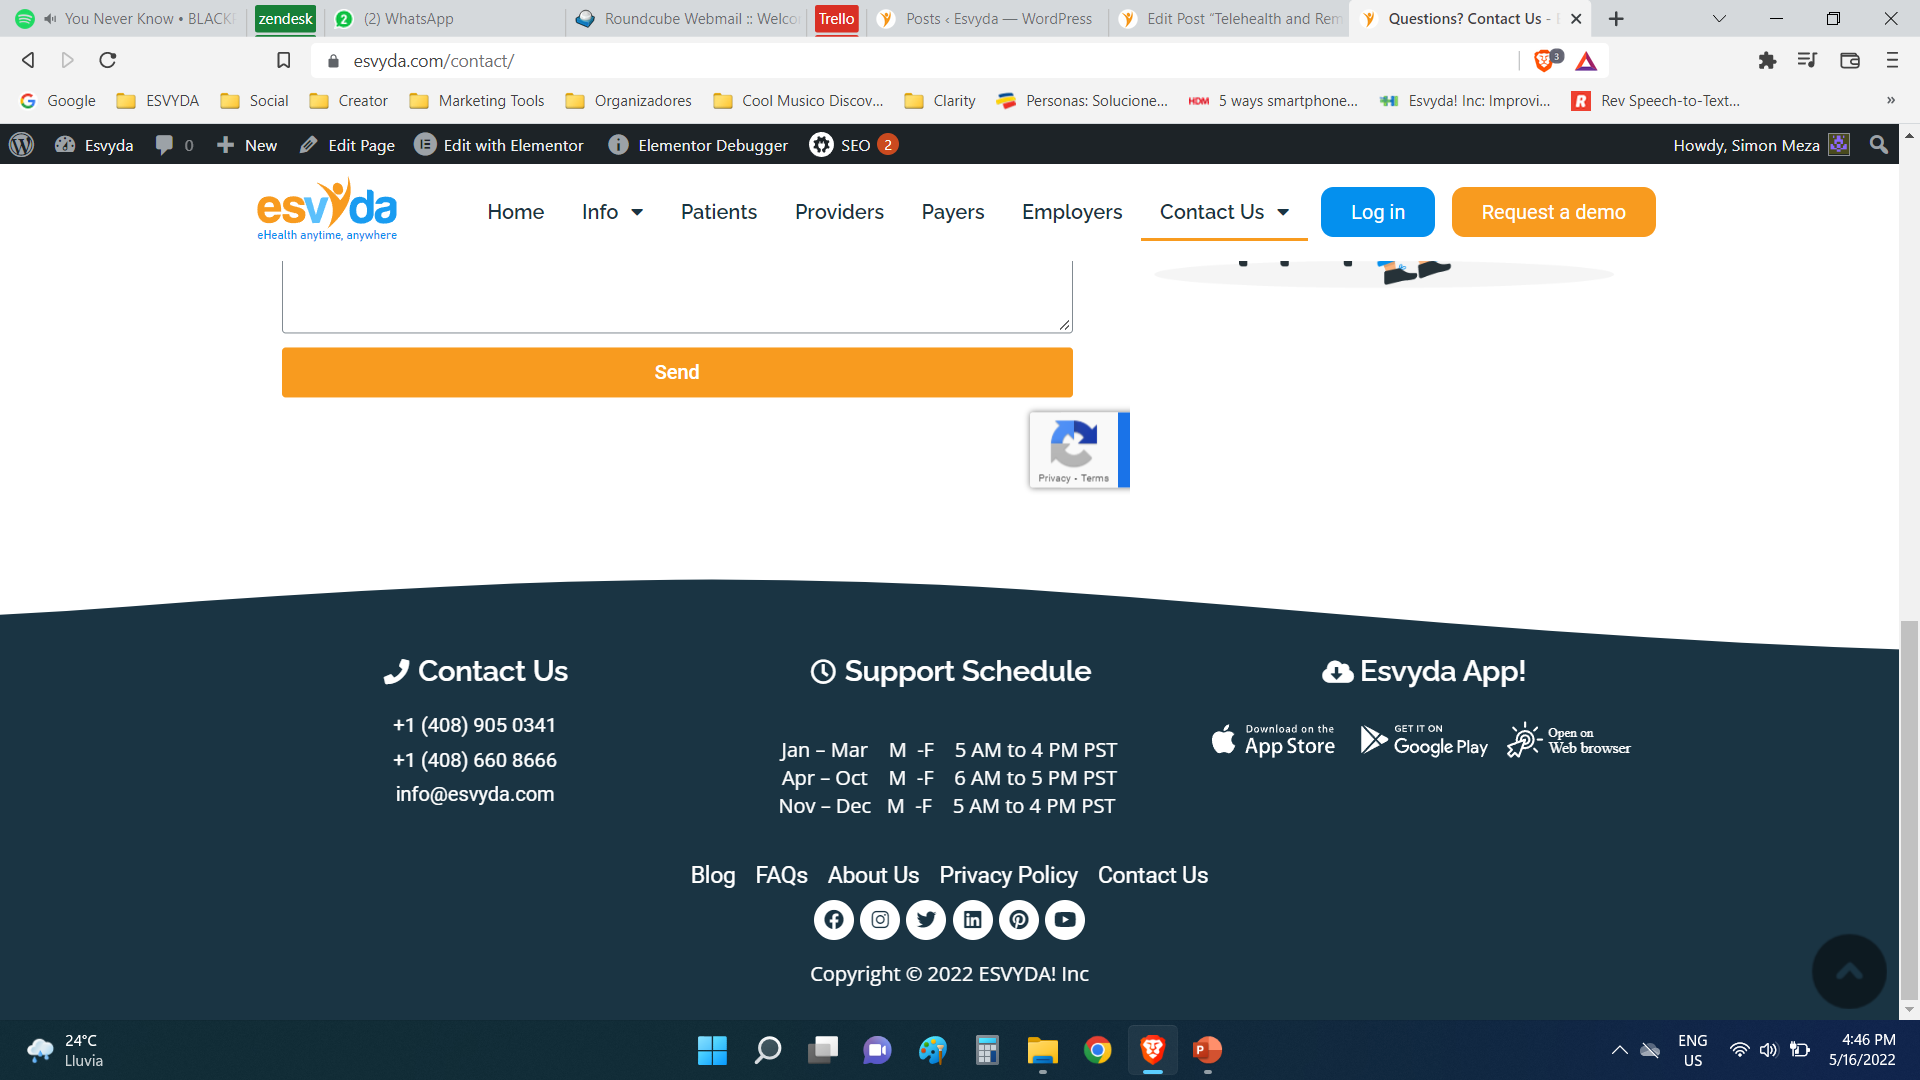 You Never Know • BLACK
zendesk
(2) WhatsApp
Roundcube Webmail :: Welco
Trello
Posts ‹ Esvyda — WordPress
Edit Post “Telehealth and Rem
Questions? Contact Us -
esvyda.com/contact/
3
Google
ESVYDA
Social
Creator
Marketing Tools
Organizadores
Cool Musico Discov...
Clarity
Personas: Solucione...
HDM
5 ways smartphone...
Esvyda! Inc: Improvi...
R
Rev Speech-to-Text...
»
Esvyda
0
New
Edit Page
Edit with Elementor
Elementor Debugger
SEO
2
Howdy, Simon Meza
esvyda
eHealth anytime, anywhere
Home
Info
Patients
Providers
Payers
Employers
Contact Us
Log in
Request a demo
Send
Privacy - Terms
Contact Us
+1 (408) 905 0341
+1 (408) 660 8666
info@esvyda.com
Support Schedule
Jan – Mar M -F 5 AM to 4 PM PST
Apr – Oct M -F 6 AM to 5 PM PST
Nov – Dec M -F 5 AM to 4 PM PST
Esvyda App!
Download on the
App Store
GET IT ON
Google Play
Open on
Web browser
Blog FAQs About Us Privacy Policy Contact Us
Copyright © 2022 ESVYDA! Inc
24°C
Lluvia
ENG
US
4:46 PM
5/16/2022